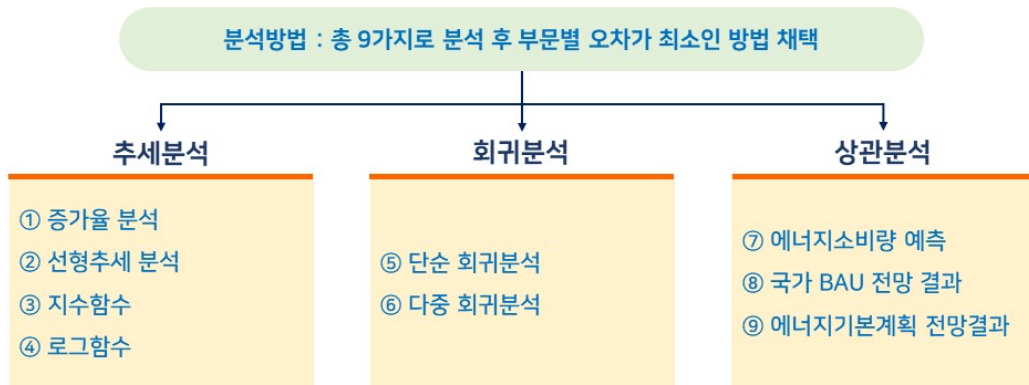 분석방법 : 총 9가지로 분석 후 부문별 오차가 최소인 방법 채택
추세분석
① 증가율 분석
② 선형추세 분석
③ 지수함수
④ 로그함수
회귀분석
⑤ 단순 회귀분석
⑥ 다중 회귀분석
상관분석
⑦ 에너지소비량 예측
⑧ 국가 BAU 전망 결과
⑨ 에너지기본계획 전망결과